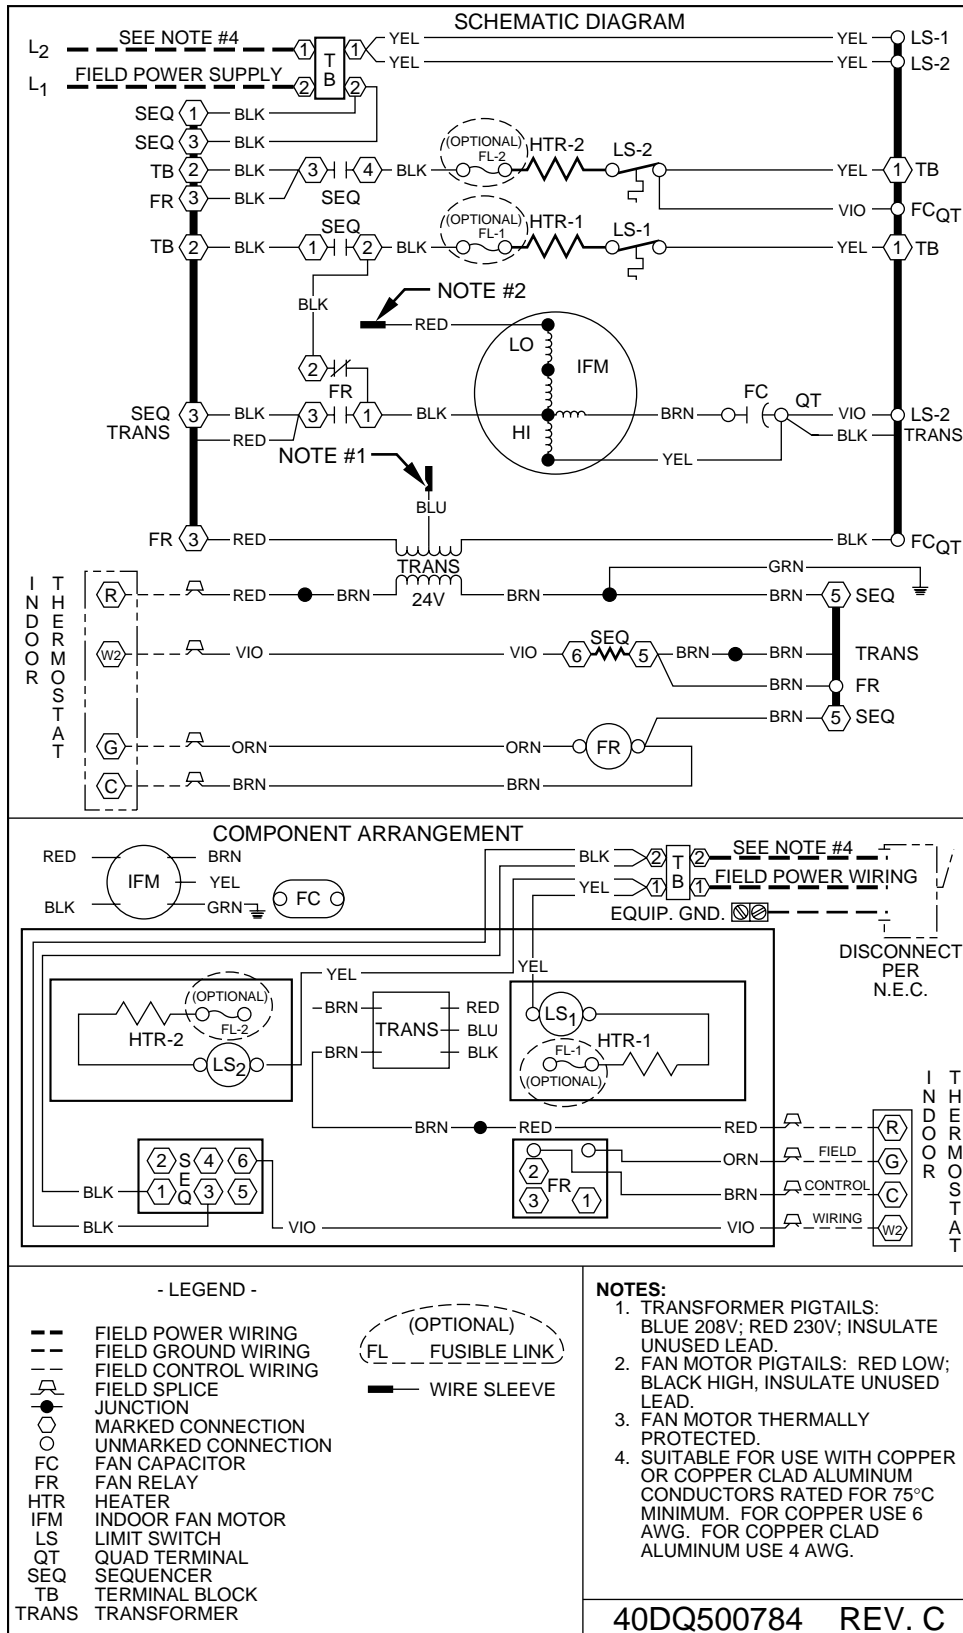 SCHEMATIC DIAGRAM
L2 SEE NOTE #4 1 T B 1 YEL YEL LS-1
YEL YEL LS-2
L1 FIELD POWER SUPPLY 2 2
SEQ 1 BLK
SEQ 3 BLK
TB 2 BLK 3 4 BLK (OPTIONAL) FL-2 HTR-2 LS-2 YEL 1 TB
FR 3 BLK SEQ VIO FCQT
TB 2 BLK 1 SEQ 2 BLK (OPTIONAL) FL-1 HTR-1 LS-1 YEL 1 TB
BLK
NOTE #2
RED
LO
IFM
2
FR
SEQ 3 BLK 3 1 BLK BRN FC QT VIO LS-2
TRANS RED HI BLK TRANS
YEL
NOTE #1
BLU
FR 3 RED BLK FCQT
TRANS
24V
GRN
INDOOR THERMOSTAT
R RED BRN BRN BRN 5 SEQ
W2 VIO VIO 6 SEQ 5 BRN BRN TRANS
BRN FR
BRN 5 SEQ
G ORN ORN FR
C BRN BRN
COMPONENT ARRANGEMENT
RED BRN
IFM YEL
BLK GRN
FC
BLK 2 T B 2 SEE NOTE #4
YEL 1 1 FIELD POWER WIRING
EQUIP. GND.
DISCONNECT
PER
N.E.C.
YEL YEL
(OPTIONAL)
FL-2
HTR-2
LS2
BRN TRANS RED
BLU
BRN BLK
LS1
FL-1 HTR-1
(OPTIONAL)
INDOOR THERMOSTAT
BRN RED RED R
2 S 4 6
1 E Q 3 5
BLK
BLK
2 FR
3 1
ORN FIELD G
BRN CONTROL C
VIO VIO WIRING W2
- LEGEND -
FIELD POWER WIRING
FIELD GROUND WIRING
FIELD CONTROL WIRING
FIELD SPLICE
JUNCTION
MARKED CONNECTION
UNMARKED CONNECTION
FC FAN CAPACITOR
FR FAN RELAY
HTR HEATER
IFM INDOOR FAN MOTOR
LS LIMIT SWITCH
QT QUAD TERMINAL
SEQ SEQUENCER
TB TERMINAL BLOCK
TRANS TRANSFORMER
(OPTIONAL)
FL FUSIBLE LINK
WIRE SLEEVE
NOTES:
1. TRANSFORMER PIGTAILS:
BLUE 208V; RED 230V; INSULATE
UNUSED LEAD.
2. FAN MOTOR PIGTAILS: RED LOW;
BLACK HIGH, INSULATE UNUSED
LEAD.
3. FAN MOTOR THERMALLY
PROTECTED.
4. SUITABLE FOR USE WITH COPPER
OR COPPER CLAD ALUMINUM
CONDUCTORS RATED FOR 75°C
MINIMUM. FOR COPPER USE 6
AWG. FOR COPPER CLAD
ALUMINUM USE 4 AWG.
40DQ500784 REV. C